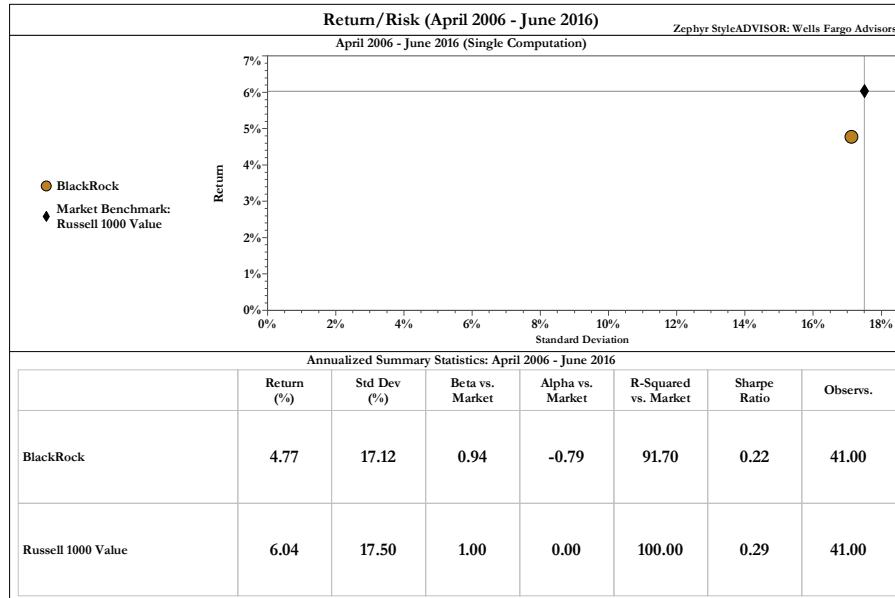 Return/Risk (April 2006 - June 2016)
Zephyr StyleADVISOR: Wells Fargo Advisors
April 2006 - June 2016 (Single Computation)
7%
6%
5%
4%
3%
2%
1%
0%
Return
BlackRock
Market Benchmark:
Russell 1000 Value
0% 2% 4% 6% 8% 10% 12% 14% 16% 18%
Standard Deviation
Annualized Summary Statistics: April 2006 - June 2016
Return (%) Std Dev (%) Beta vs. Market Alpha vs. Market R-Squared vs. Market Sharpe Ratio Observs.
BlackRock 4.77 17.12 0.94 -0.79 91.70 0.22 41.00
Russell 1000 Value 6.04 17.50 1.00 0.00 100.00 0.29 41.00